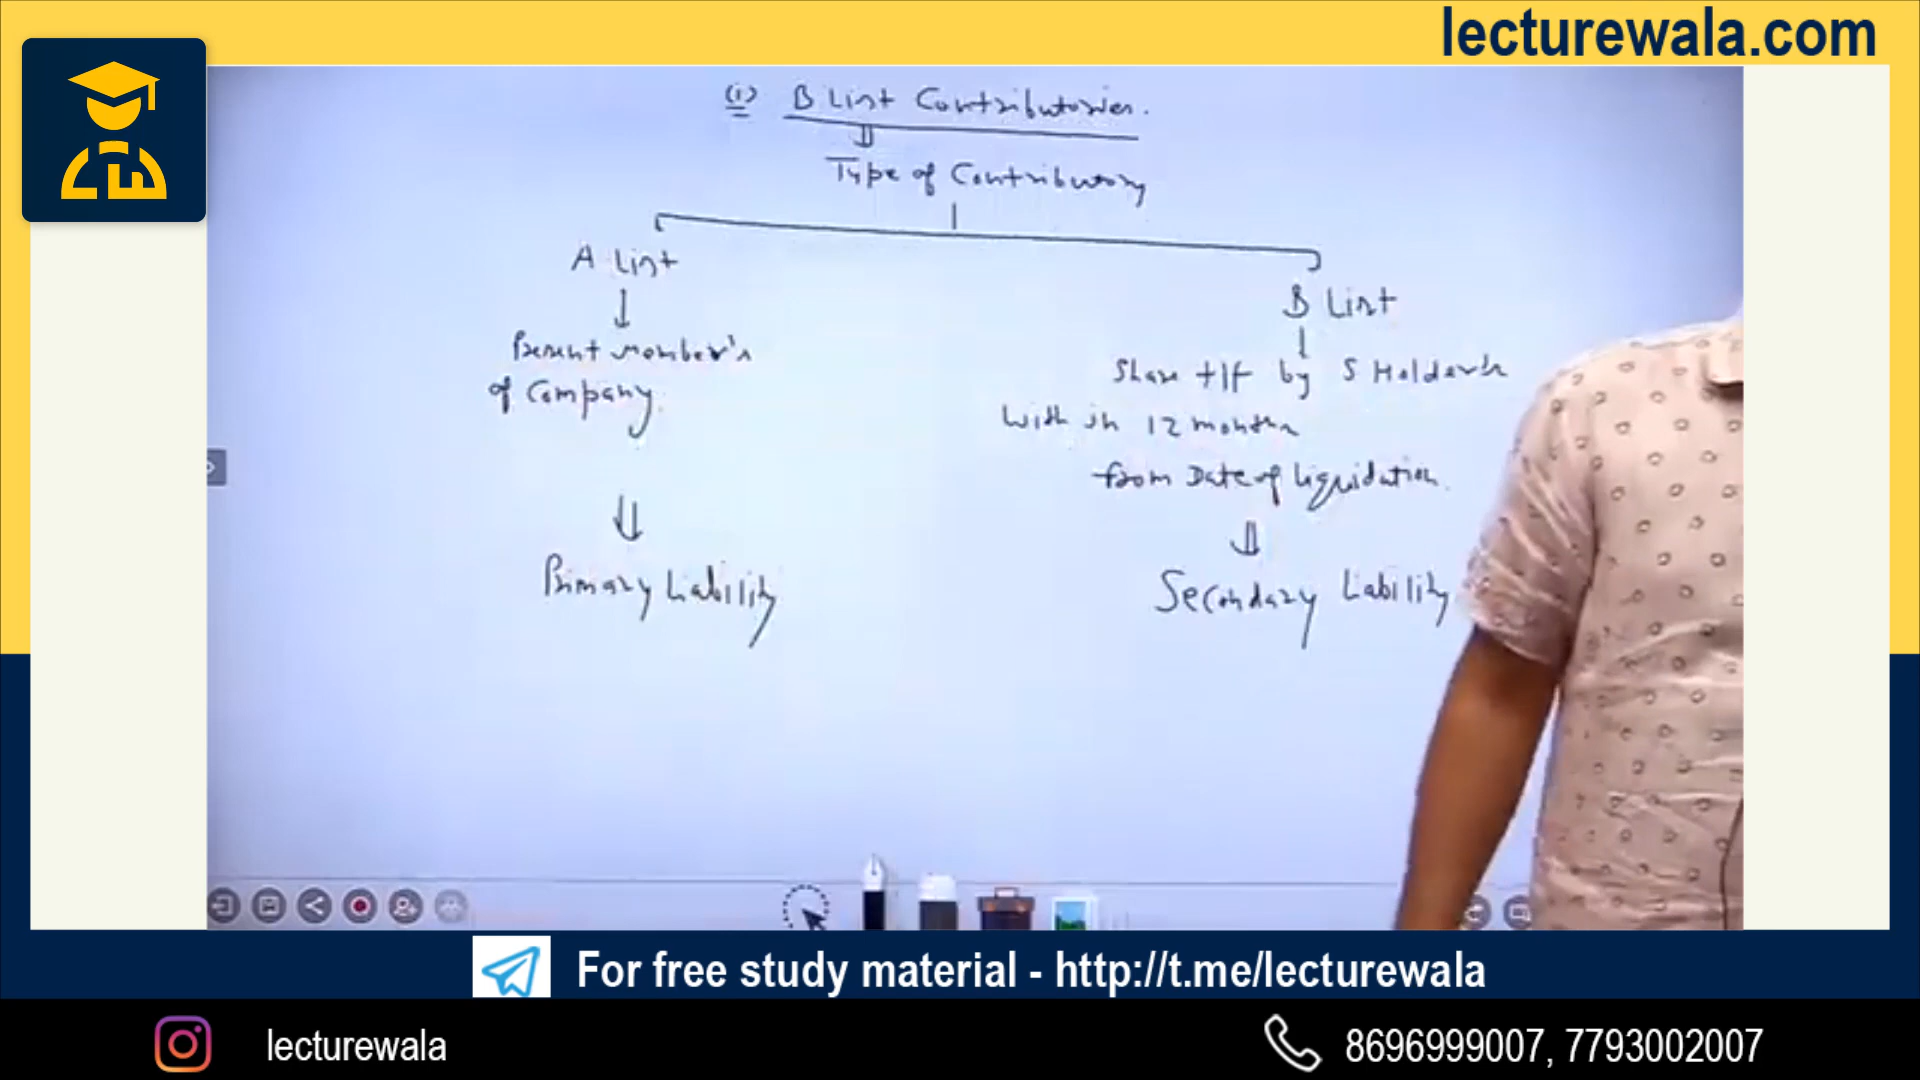 lecturewala.com
(i) B List Contributories.
Type of Contributory
A List
B List
Present Member's
of Company.
Share t/f by S Holders
with in 12 months
from Date of liquidation.
Primary Liability
Secondary Liability
For free study material - http://t.me/lecturewala
lecturewala
8696999007, 7793002007